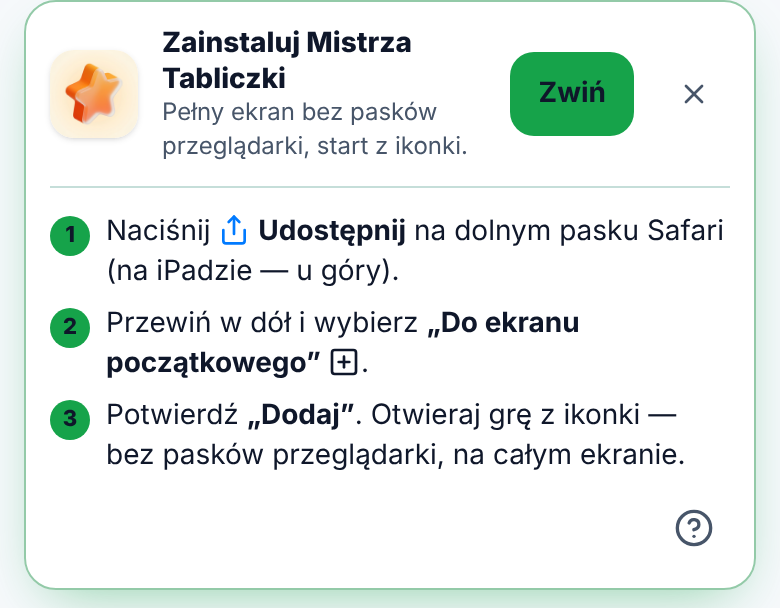 Zainstaluj Mistrza
Tabliczki
Pełny ekran bez pasków
przeglądarki, start z ikonki.
Zwiń
1 Naciśnij Udostępnij na dolnym pasku Safari
(na iPadzie — u góry).
2 Przewiń w dół i wybierz „Do ekranu
początkowego”.
3 Potwierdź „Dodaj”. Otwieraj grę z ikonki —
bez pasków przeglądarki, na całym ekranie.